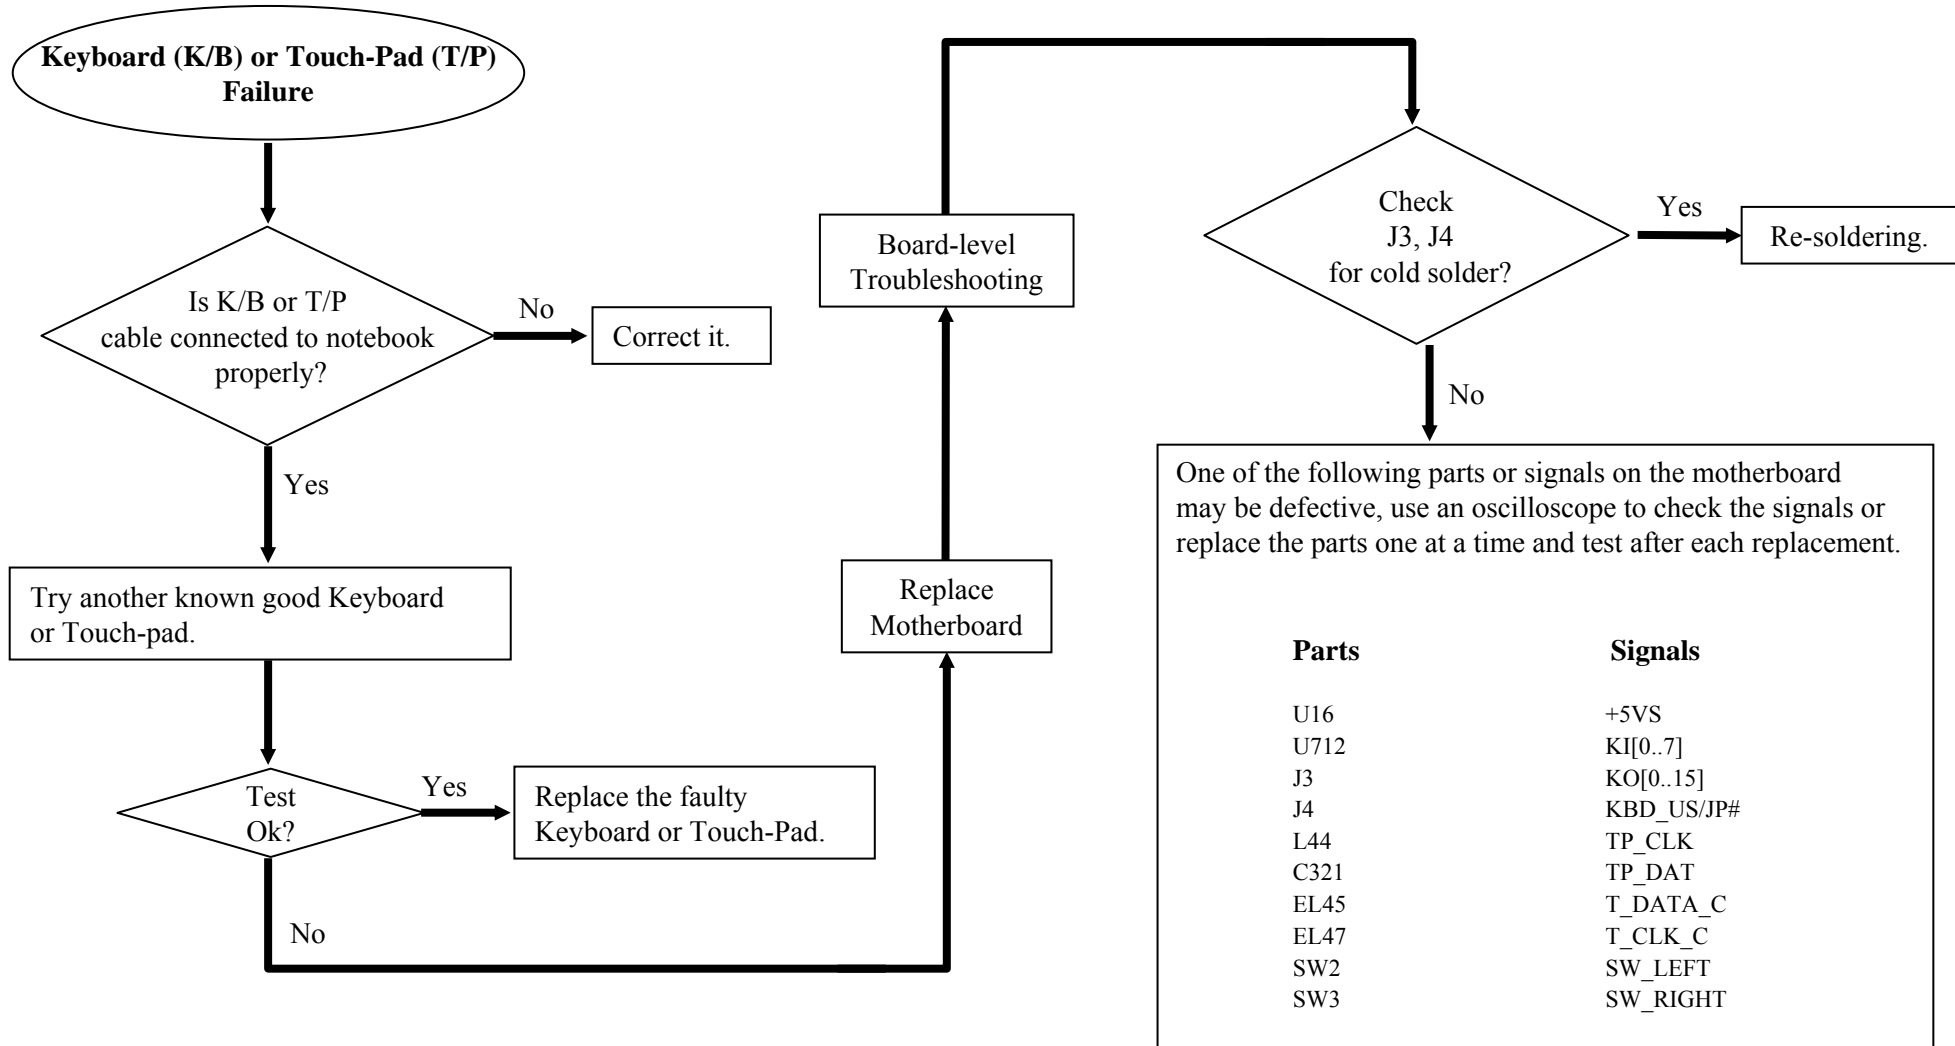 Keyboard (K/B) or Touch-Pad (T/P)
Failure
Is K/B or T/P
cable connected to notebook
properly?
No
Correct it.
Yes
Try another known good Keyboard
or Touch-pad.
Test
Ok?
Yes
Replace the faulty
Keyboard or Touch-Pad.
No
Replace
Motherboard
Board-level
Troubleshooting
Check
J3, J4
for cold solder?
Yes
Re-soldering.
No
One of the following parts or signals on the motherboard
may be defective, use an oscilloscope to check the signals or
replace the parts one at a time and test after each replacement.
Parts Signals
U16 +5VS
U712 KI[0..7]
J3 KO[0..15]
J4 KBD_US/JP#
L44 TP_CLK
C321 TP_DAT
EL45 T_DATA_C
EL47 T_CLK_C
SW2 SW_LEFT
SW3 SW_RIGHT